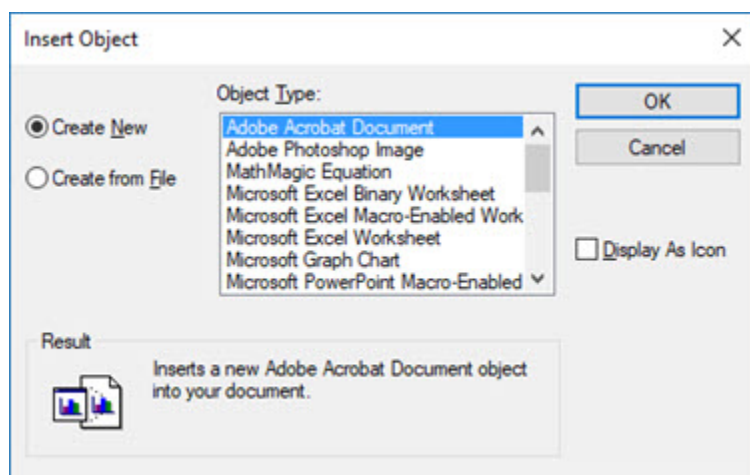 Insert Object
Object Type:
Create New
Create from File
Adobe Acrobat Document
Adobe Photoshop Image
MathMagic Equation
Microsoft Excel Binary Worksheet
Microsoft Excel Macro-Enabled Work
Microsoft Excel Worksheet
Microsoft Graph Chart
Microsoft PowerPoint Macro-Enabled
OK
Cancel
Display As Icon
Result
Inserts a new Adobe Acrobat Document object
into your document.